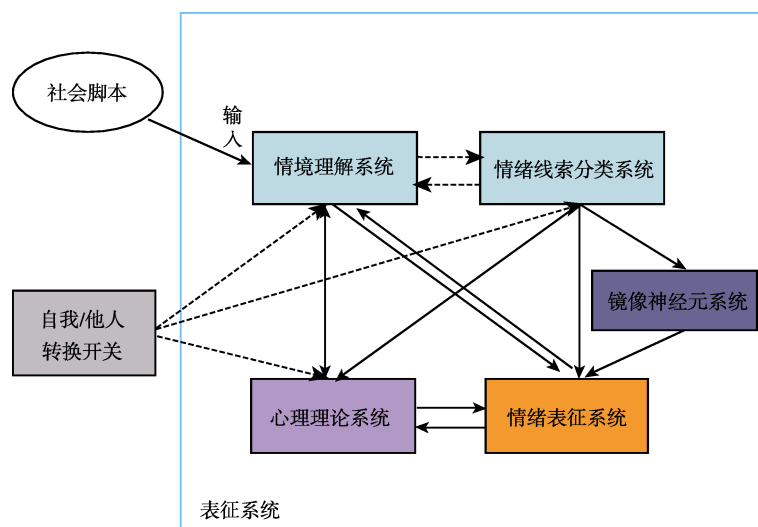 社会脚本
输
入
情境理解系统
情绪线索分类系统
自我/他人
转换开关
镜像神经元系统
心理理论系统
情绪表征系统
表征系统